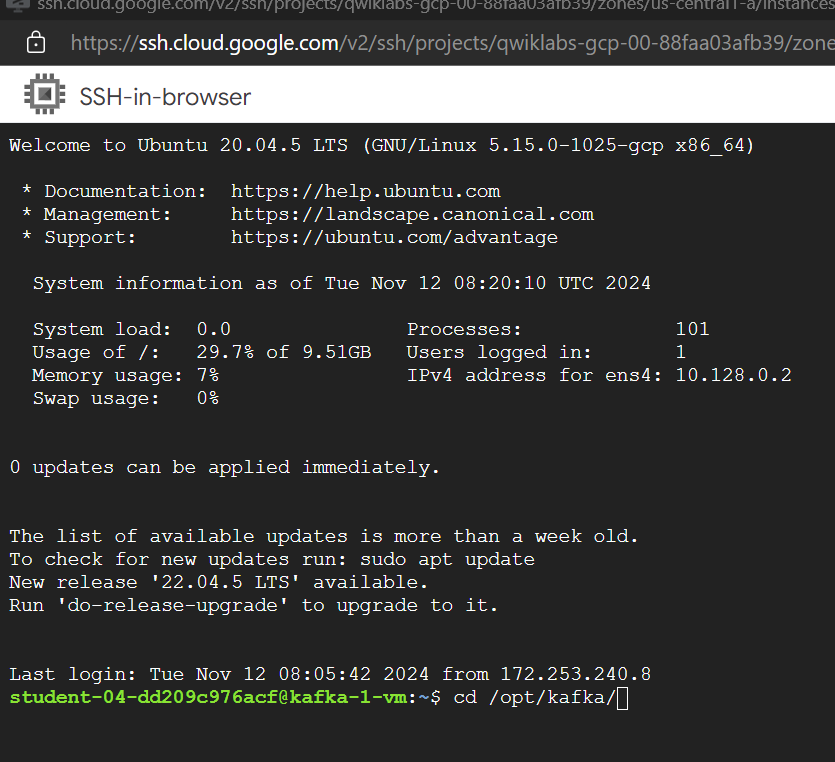 ssh.cloud.google.com/v2/ssh/projects/qwiklabs-gcp-00-88faa03afb39/zones/us-central1-a/instances
https://ssh.cloud.google.com/v2/ssh/projects/qwiklabs-gcp-00-88faa03afb39/zone
SSH-in-browser
Welcome to Ubuntu 20.04.5 LTS (GNU/Linux 5.15.0-1025-gcp x86_64)
* Documentation:  https://help.ubuntu.com
* Management:     https://landscape.canonical.com
* Support:        https://ubuntu.com/advantage
System information as of Tue Nov 12 08:20:10 UTC 2024
System load:  0.0               Processes:             101
Usage of /:   29.7% of 9.51GB   Users logged in:       1
Memory usage: 7%                IPv4 address for ens4: 10.128.0.2
Swap usage:   0%
0 updates can be applied immediately.
The list of available updates is more than a week old.
To check for new updates run: sudo apt update
New release '22.04.5 LTS' available.
Run 'do-release-upgrade' to upgrade to it.
Last login: Tue Nov 12 08:05:42 2024 from 172.253.240.8
student-04-dd209c976acf@kafka-1-vm:~$ cd /opt/kafka/